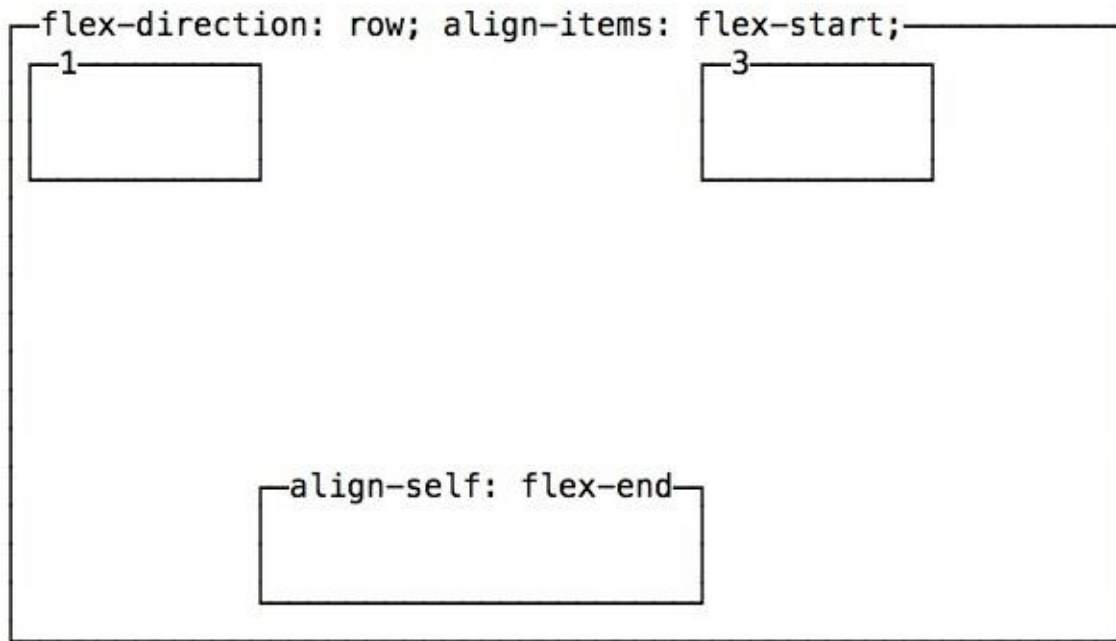 flex-direction: row; align-items: flex-start;
1
3
align-self: flex-end